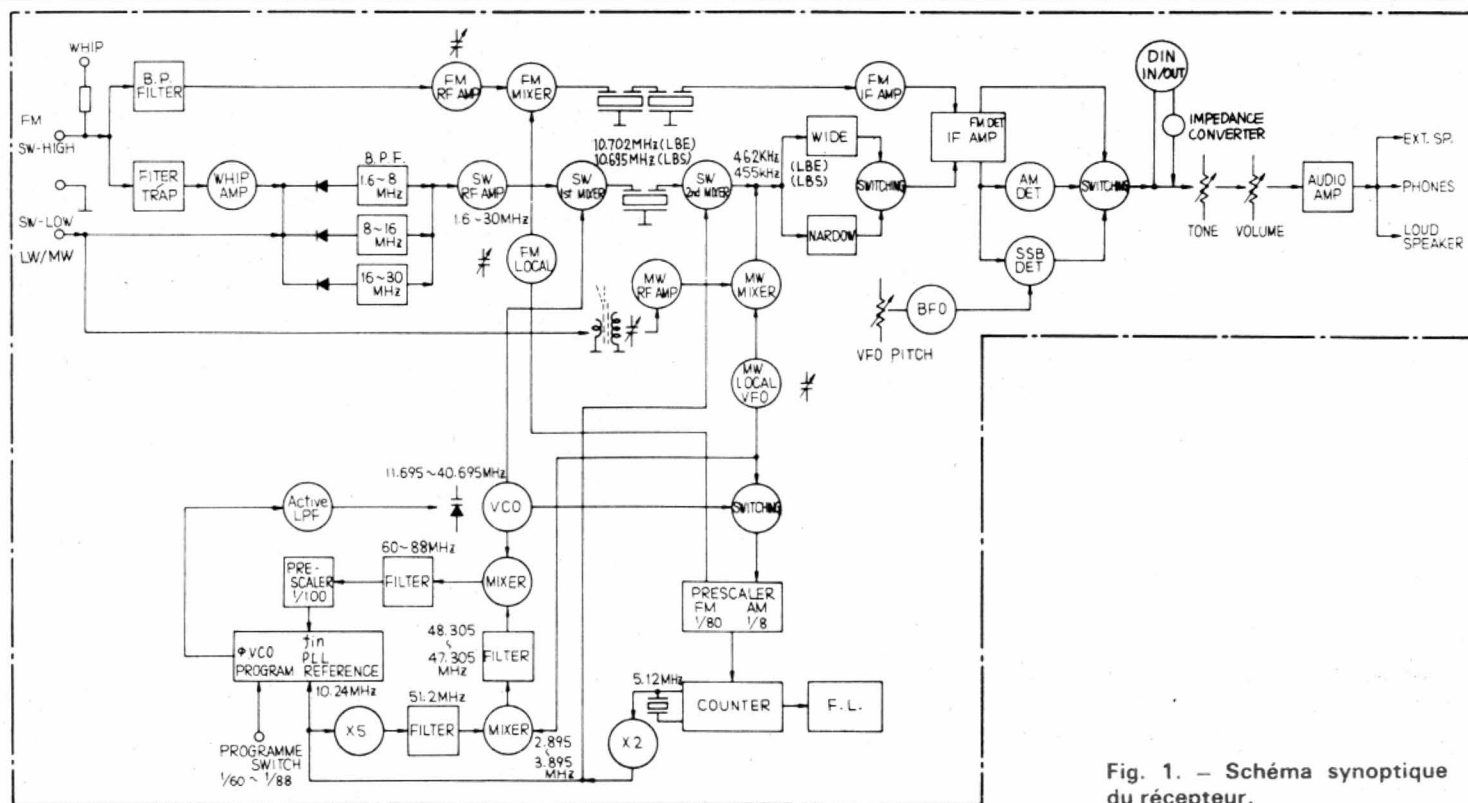 WHIP
FM
SW-HIGH
SW-LOW
LW/MW
B.P.
FILTER
FITER
TRAP
WHIP
AMP
B.P.F.
1.6~8
MHz
8~16
MHz
16~30
MHz
FM
RF AMP
FM
MIXER
SW
RF AMP
1.6~30MHz
SW
1st MIXER
10.702MHz(LBE)
10.695MHz(LBS)
SW
2nd MIXER
462KHz
455KHz
(LBE)
(LBS)
WIDE
NARDOW
SWITCHING
FM
IF AMP
FM DET
IF AMP
AM
DET
SSB
DET
SWITCHING
BFO
VFO PITCH
DIN
IN/OUT
IMPEDANCE
CONVERTER
TONE
VOLUME
AUDIO
AMP
EXT. SP.
PHONES
LOUD
SPEAKER
FM
LOCAL
MW
RF AMP
MW
MIXER
MW
LOCAL
VFO
11.695~40.695MHz
Active
LPF
VCO
SWITCHING
60~88MHz
PRE-
SCALER
1/100
FILTER
MIXER
PRESCALER
FM AM
1/80 1/8
φ.VCO fin
PLL
PROGRAM REFERENCE
10.24MHz
48.305
~
47.305
MHz
FILTER
51.2MHz
X5
FILTER
MIXER
2.895
~
3.895
MHz
5.12MHz
COUNTER
F.L.
X2
PROGRAMME
SWITCH
1/60 ~ 1/88
Fig. 1. – Schéma synoptique
du récepteur.